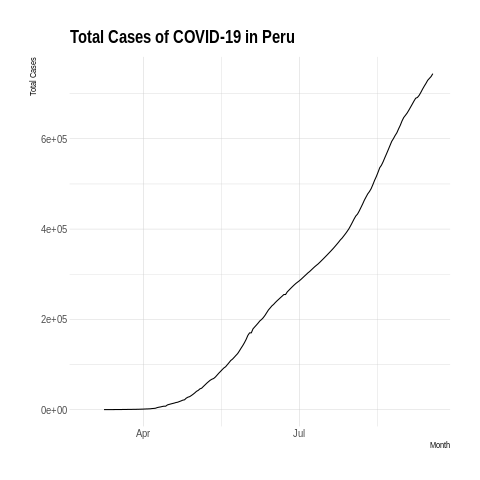 Total Cases of COVID-19 in Peru
Total Cases
6e+05
4e+05
2e+05
0e+00
Apr
Jul
Month